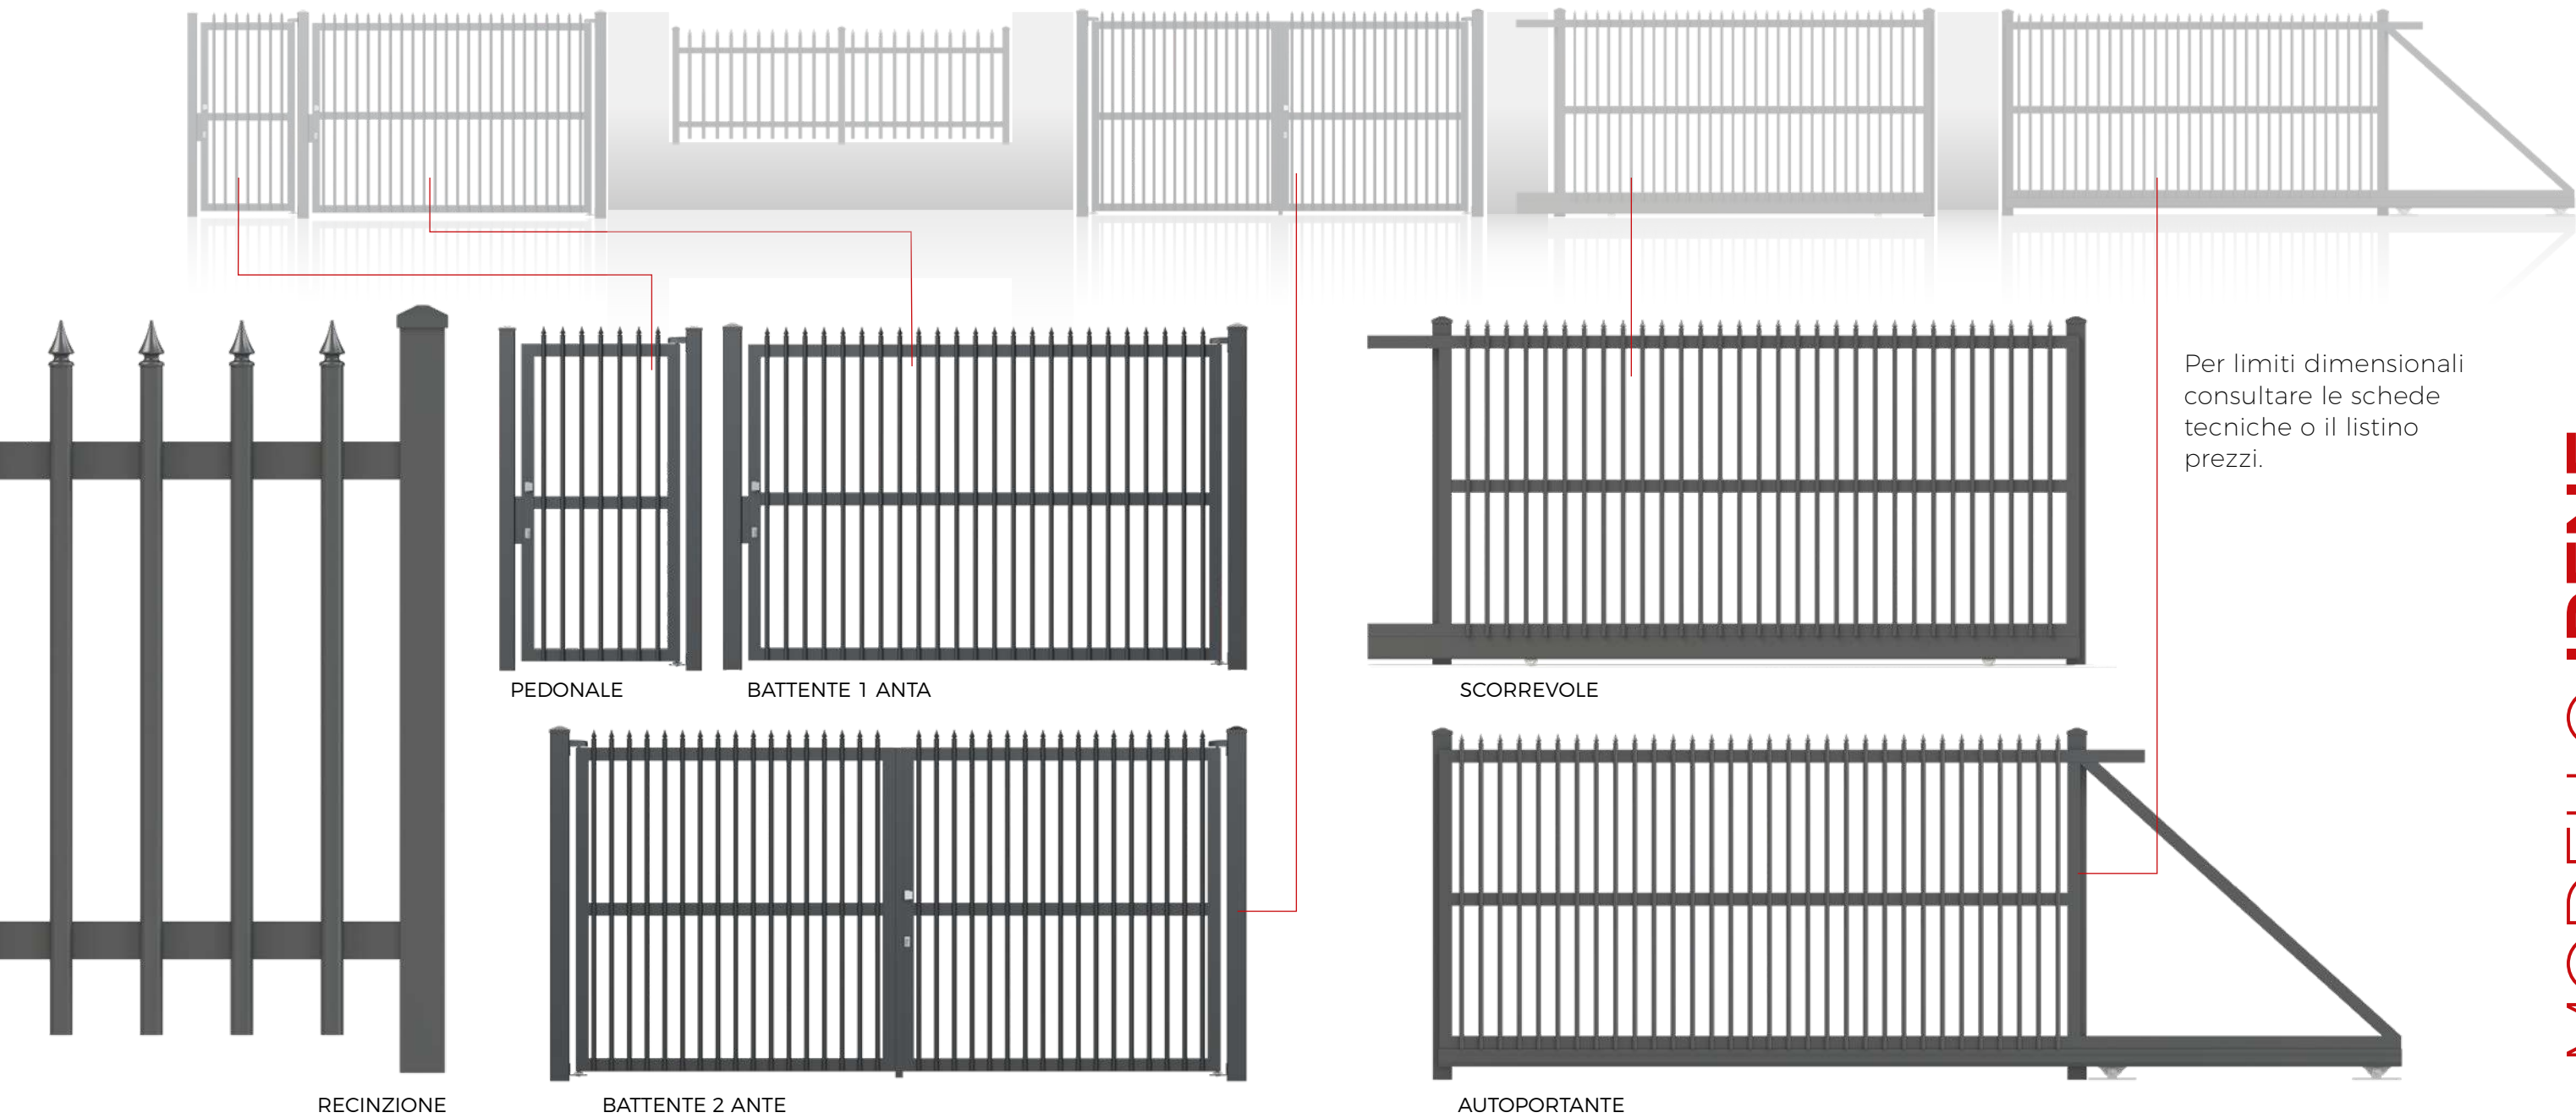 Per limiti dimensionali
consultare le schede
tecniche o il listino
prezzi.
PEDONALE
BATTENTE 1 ANTA
SCORREVOLE
RECINZIONE
BATTENTE 2 ANTE
AUTOPORTANTE